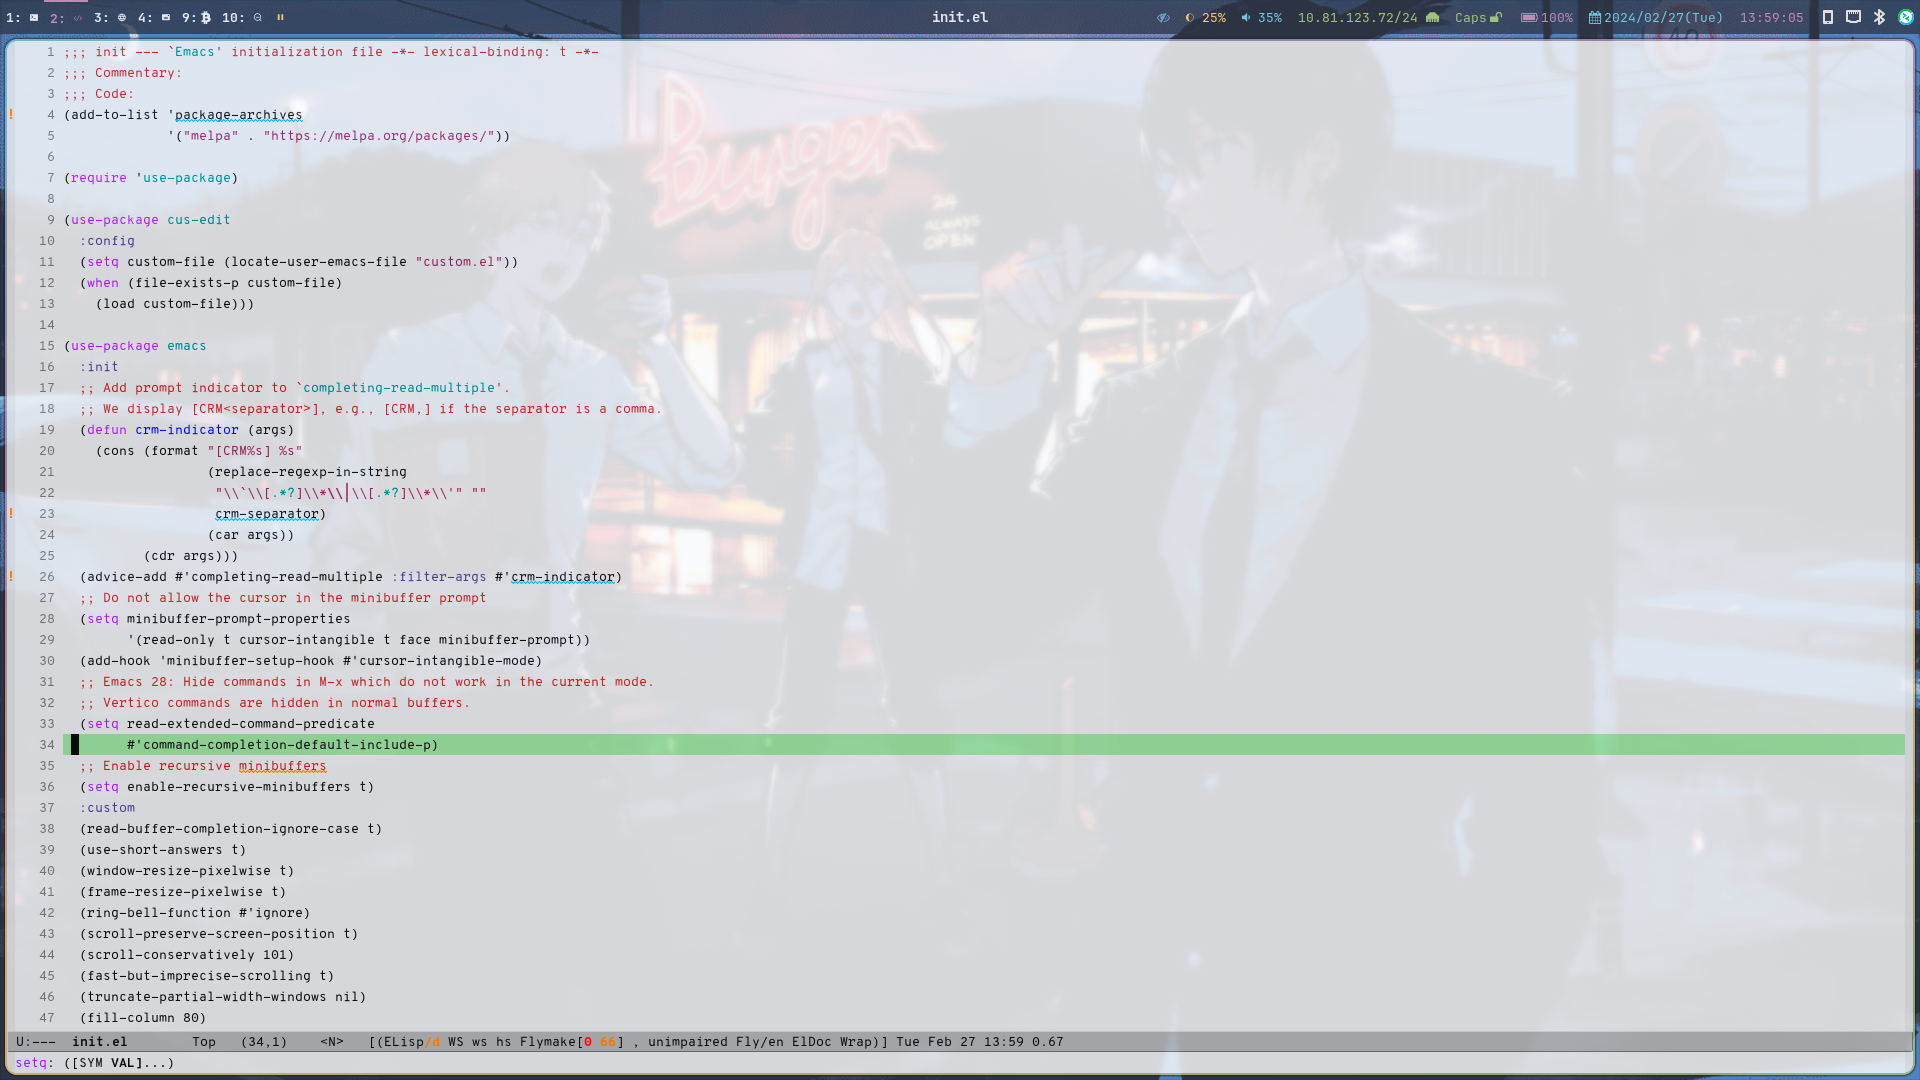 1: 2: 3: 4: 9: 10: init.el 25% 35% 10.81.123.72/24 Caps 100% 2024/02/27(Tue) 13:59:05
1 ;;; init --- `Emacs' initialization file -*- lexical-binding: t -*-
2 ;;; Commentary:
3 ;;; Code:
! 4 (add-to-list 'package-archives
5 '("melpa" . "https://melpa.org/packages/"))
6
7 (require 'use-package)
8
9 (use-package cus-edit
10 :config
11 (setq custom-file (locate-user-emacs-file "custom.el"))
12 (when (file-exists-p custom-file)
13 (load custom-file)))
14
15 (use-package emacs
16 :init
17 ;; Add prompt indicator to `completing-read-multiple'.
18 ;; We display [CRM<separator>], e.g., [CRM,] if the separator is a comma.
19 (defun crm-indicator (args)
20 (cons (format "[CRM%s] %s"
21 (replace-regexp-in-string
22 "\\`\\[.*?]\\*\\|\\[.*?]\\*\\'" ""
! 23 crm-separator)
24 (car args))
25 (cdr args)))
! 26 (advice-add #'completing-read-multiple :filter-args #'crm-indicator)
27 ;; Do not allow the cursor in the minibuffer prompt
28 (setq minibuffer-prompt-properties
29 '(read-only t cursor-intangible t face minibuffer-prompt))
30 (add-hook 'minibuffer-setup-hook #'cursor-intangible-mode)
31 ;; Emacs 28: Hide commands in M-x which do not work in the current mode.
32 ;; Vertico commands are hidden in normal buffers.
33 (setq read-extended-command-predicate
34 #'command-completion-default-include-p)
35 ;; Enable recursive minibuffers
36 (setq enable-recursive-minibuffers t)
37 :custom
38 (read-buffer-completion-ignore-case t)
39 (use-short-answers t)
40 (window-resize-pixelwise t)
41 (frame-resize-pixelwise t)
42 (ring-bell-function #'ignore)
43 (scroll-preserve-screen-position t)
44 (scroll-conservatively 101)
45 (fast-but-imprecise-scrolling t)
46 (truncate-partial-width-windows nil)
47 (fill-column 80)
U:--- init.el Top (34,1) <N> [(ELisp/d WS ws hs Flymake[0 66] , unimpaired Fly/en ElDoc Wrap)] Tue Feb 27 13:59 0.67
setq: ([SYM VAL]...)
Burger
24
ALWAYS
OPEN
40